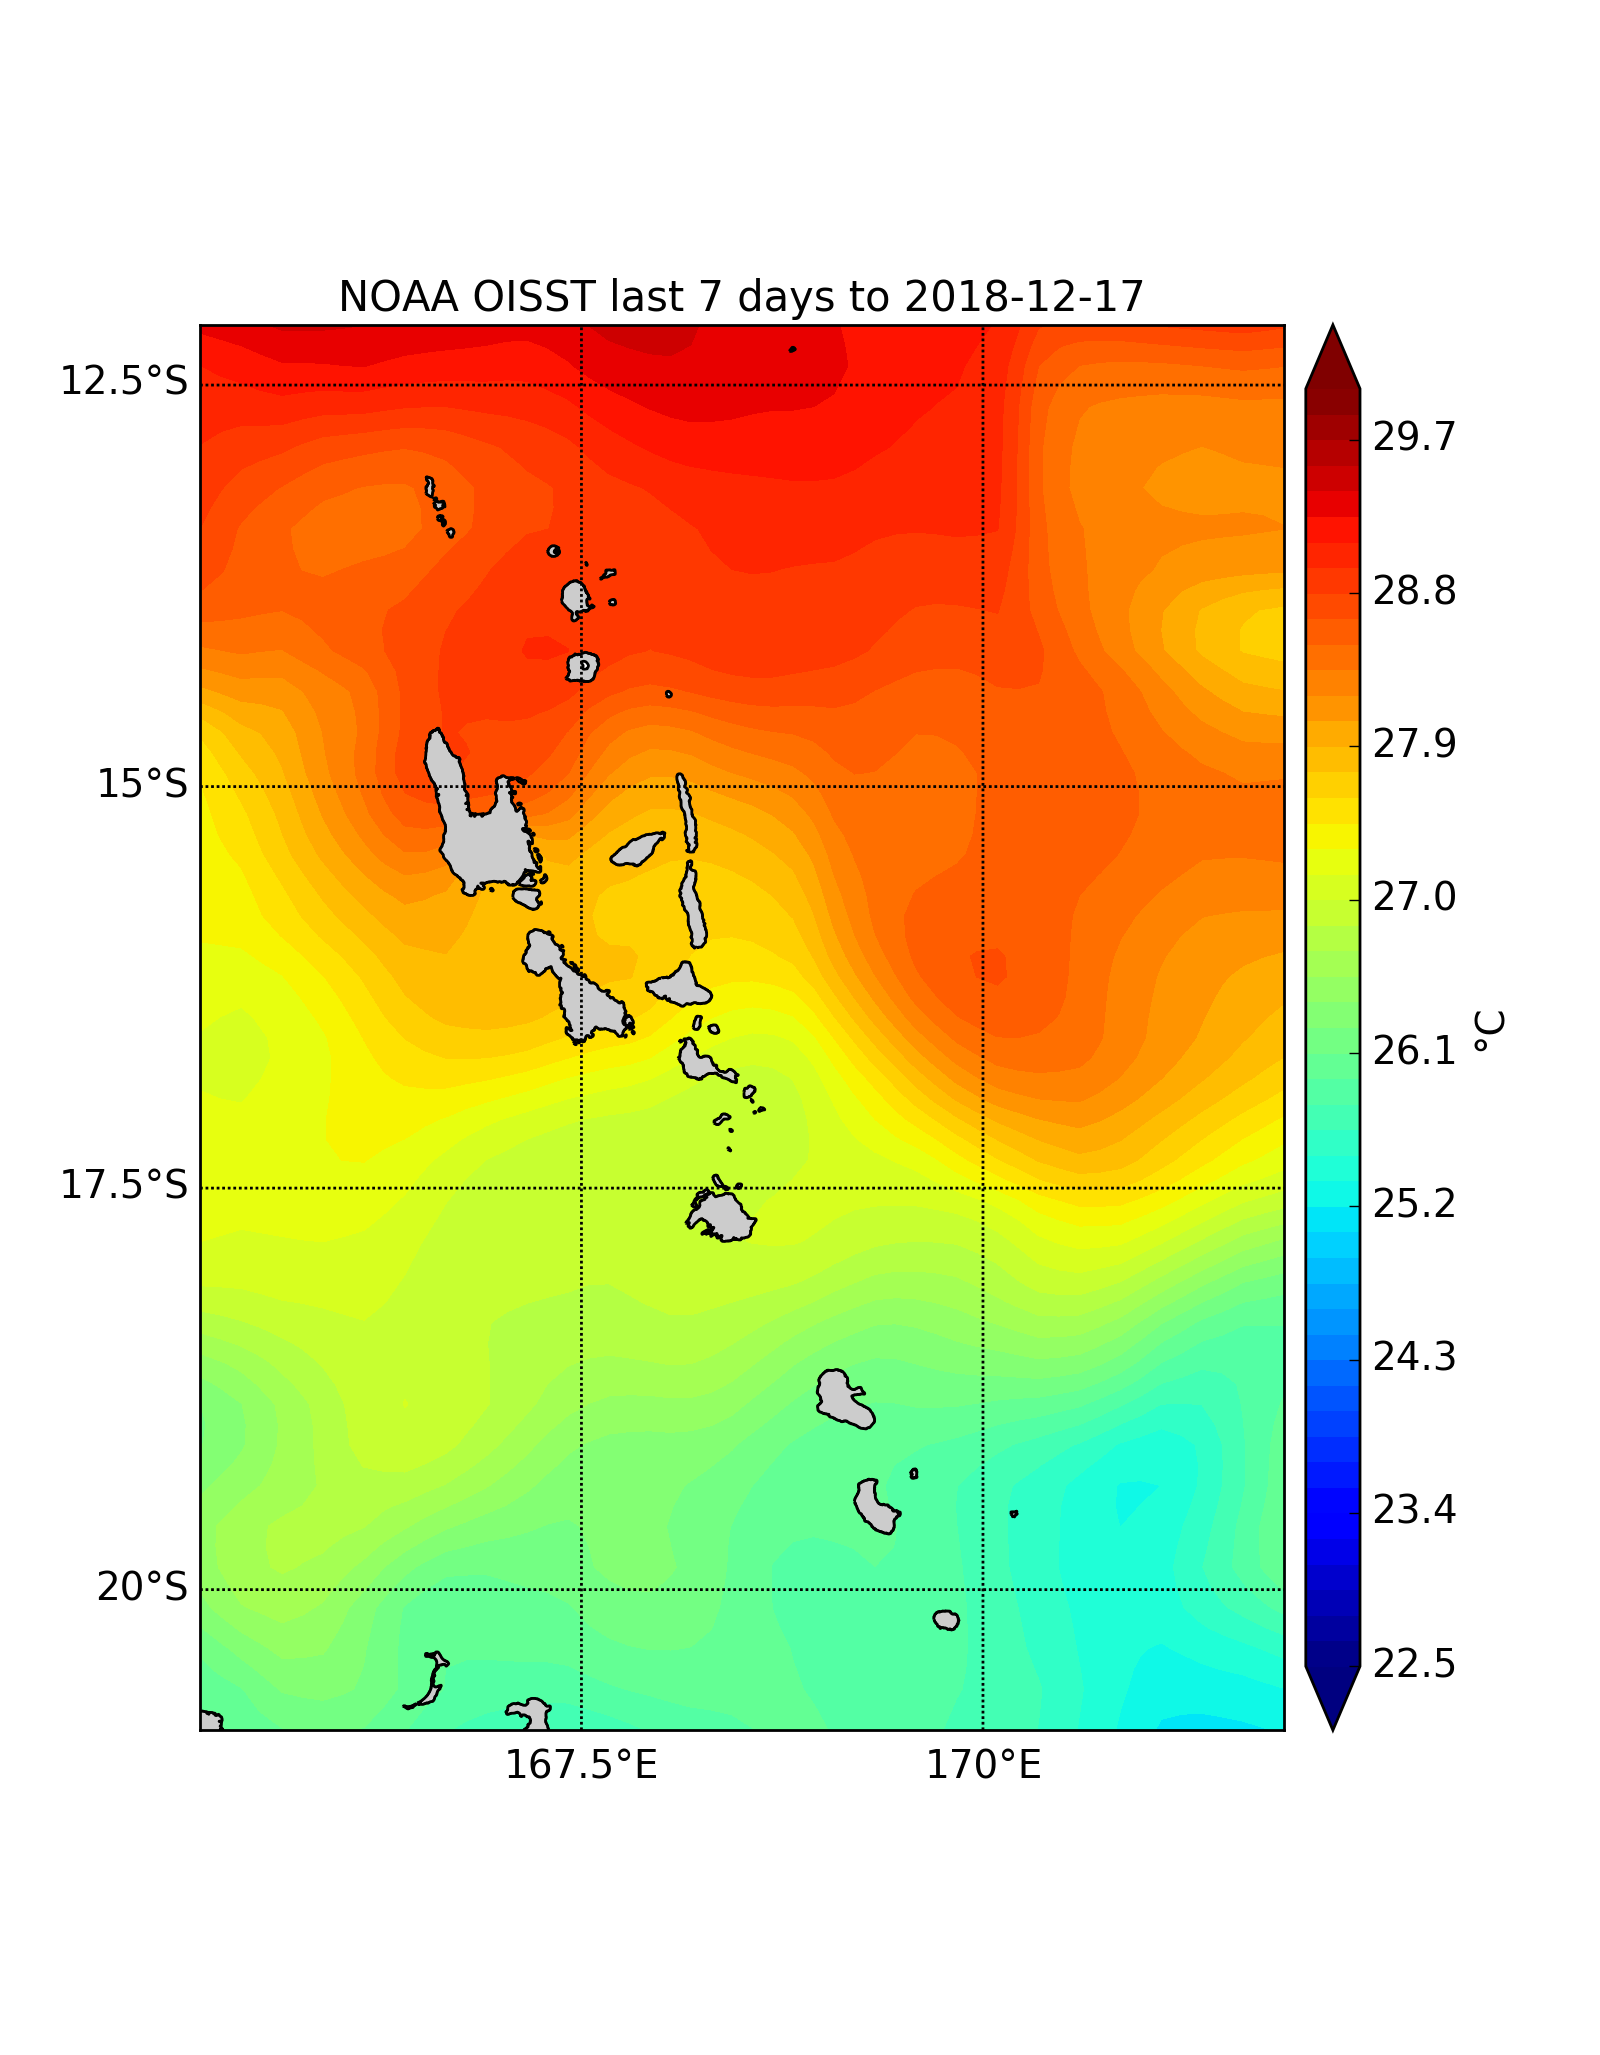 NOAA OISST last 7 days to 2018-12-17
12.5°S
15°S
17.5°S
20°S
167.5°E
170°E
29.7
28.8
27.9
27.0
26.1
25.2
24.3
23.4
22.5
°C